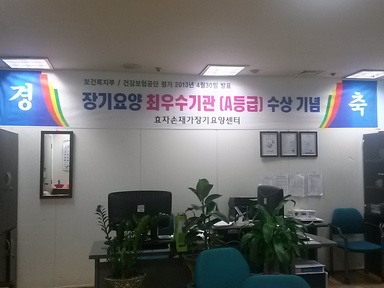 경 축
보건복지부 / 건강보험공단 평가 2013년 4월30일 발표
장기요양 최우수기관 (A등급) 수상 기념
효자손재가장기요양센터